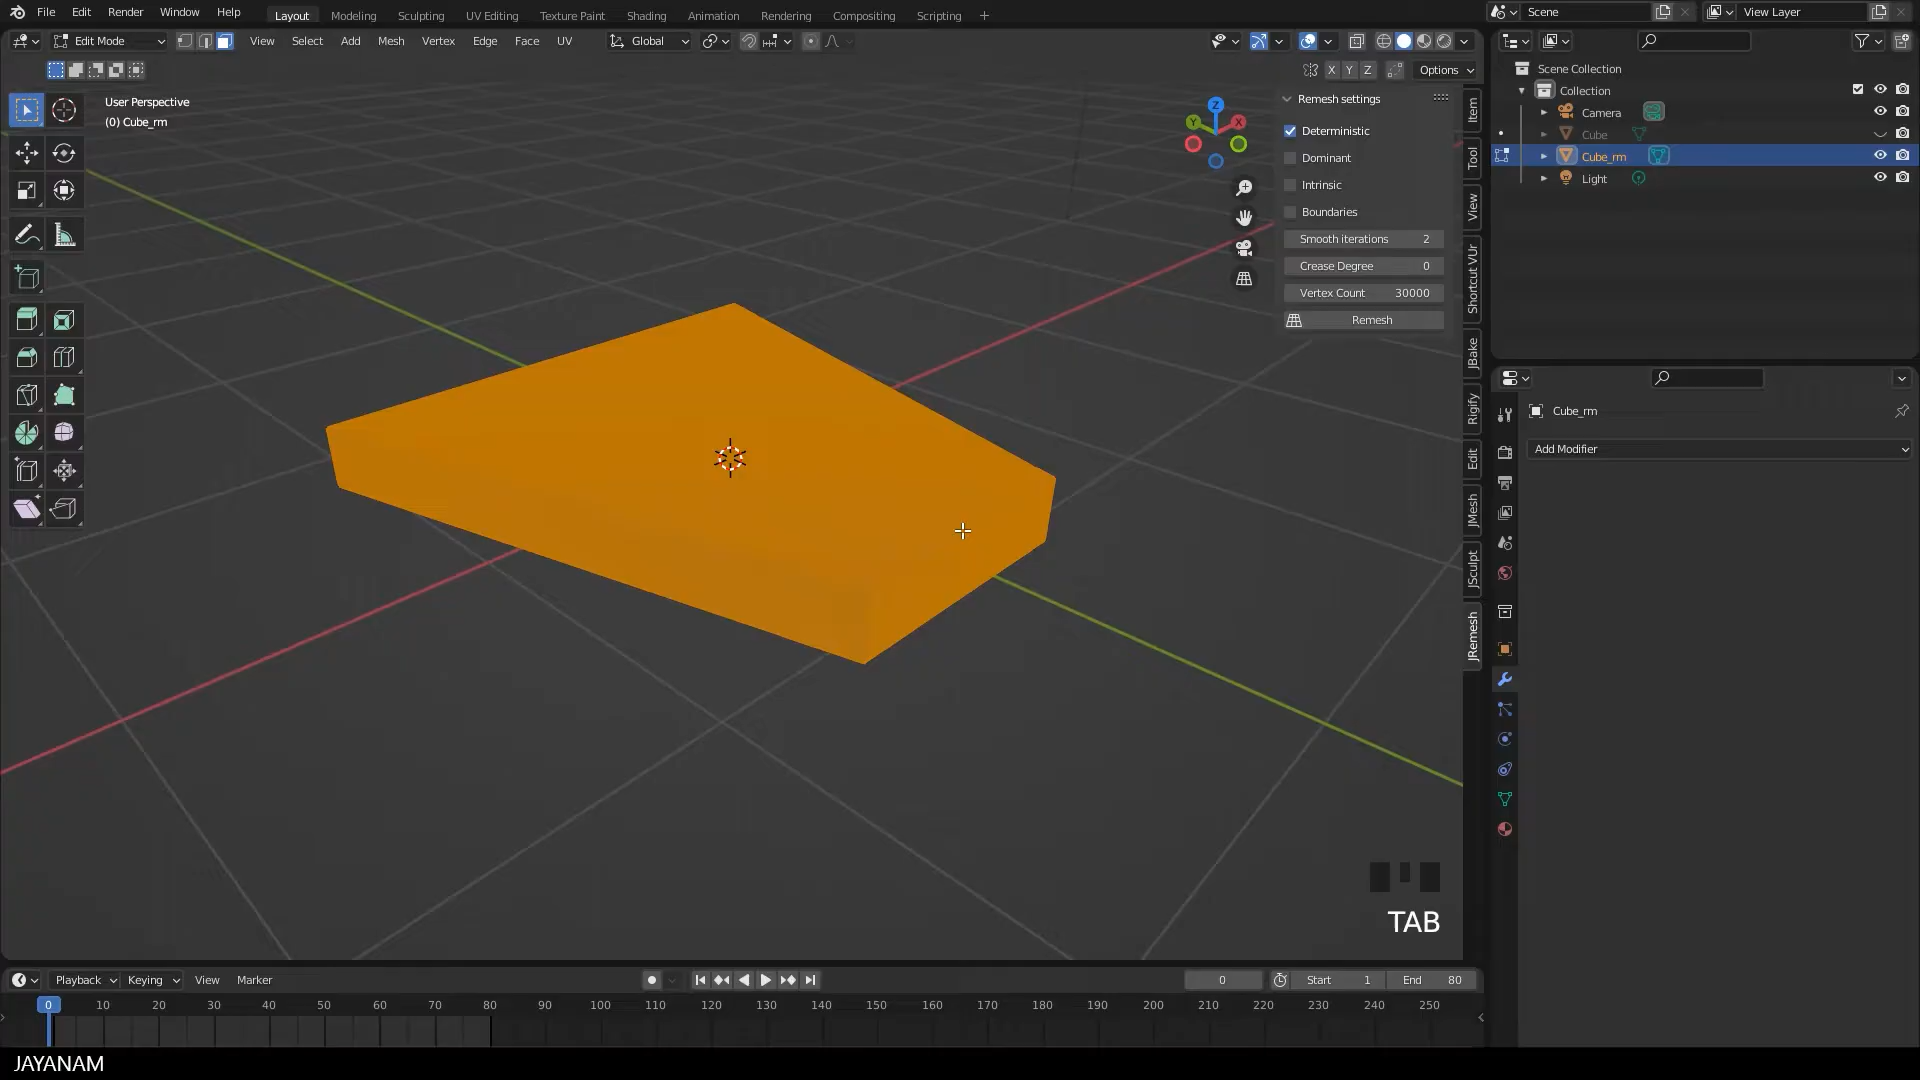 File Edit Render Window Help Layout Modeling Sculpting UV Editing Texture Paint Shading Animation Rendering Compositing Scripting + Scene View Layer
Edit Mode View Select Add Mesh Vertex Edge Face UV Global
X Y Z Options
User Perspective
(0) Cube_rm
Z
Y X
Remesh settings
Deterministic
Dominant
Intrinsic
Boundaries
Smooth iterations 2
Crease Degree 0
Vertex Count 30000
Remesh
Item
Tool
View
Shortcut VUr
JBake
Rigify
Edit
JMesh
JSculpt
JRemesh
Scene Collection
Collection
Camera
Cube
Cube_rm
Light
Cube_rm
Add Modifier
TAB
Playback Keying View Marker 0 Start 1 End 80
0 10 20 30 40 50 60 70 80 90 100 110 120 130 140 150 160 170 180 190 200 210 220 230 240 250
JAYANAM